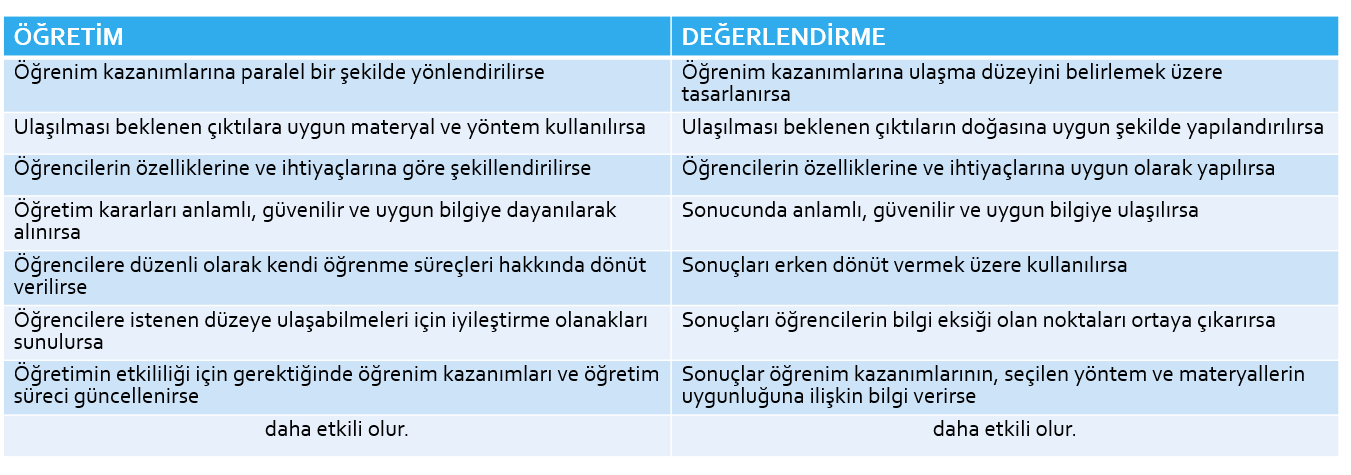 ÖĞRETİM
DEĞERLENDİRME
Öğrenim kazanımlarına paralel bir şekilde yönlendirilirse
Öğrenim kazanımlarına ulaşma düzeyini belirlemek üzere
tasarlanırsa
Ulaşılması beklenen çıktılara uygun materyal ve yöntem kullanılırsa
Ulaşılması beklenen çıktıların doğasına uygun şekilde yapılandırılırsa
Öğrencilerin özelliklerine ve ihtiyaçlarına göre şekillendirilirse
Öğrencilerin özelliklerine ve ihtiyaçlarına uygun olarak yapılırsa
Öğretim kararları anlamlı, güvenilir ve uygun bilgiye dayanılarak
alınırsa
Sonucunda anlamlı, güvenilir ve uygun bilgiye ulaşılırsa
Öğrencilere düzenli olarak kendi öğrenme süreçleri hakkında dönüt
verilirse
Sonuçları erken dönüt vermek üzere kullanılırsa
Öğrencilere istenen düzeye ulaşabilmeleri için iyileştirme olanakları
sunulursa
Sonuçları öğrencilerin bilgi eksiği olan noktaları ortaya çıkarırsa
Öğretimin etkililiği için gerektiğinde öğrenim kazanımları ve öğretim
süreci güncellenirse
Sonuçlar öğrenim kazanımlarının, seçilen yöntem ve materyallerin
uygunluğuna ilişkin bilgi verirse
daha etkili olur.
daha etkili olur.